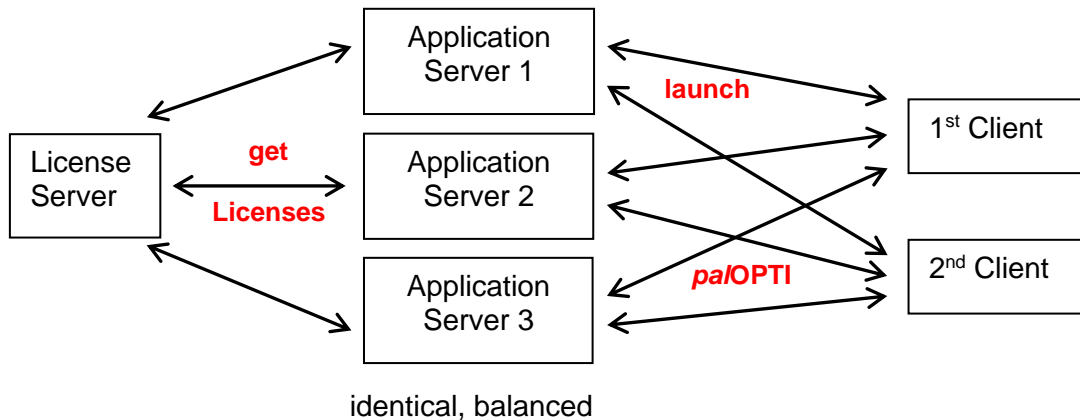 Application
Server 1
launch
1st Client
License
Server
get
Licenses
Application
Server 2
2nd Client
palOPTI
Application
Server 3
identical, balanced